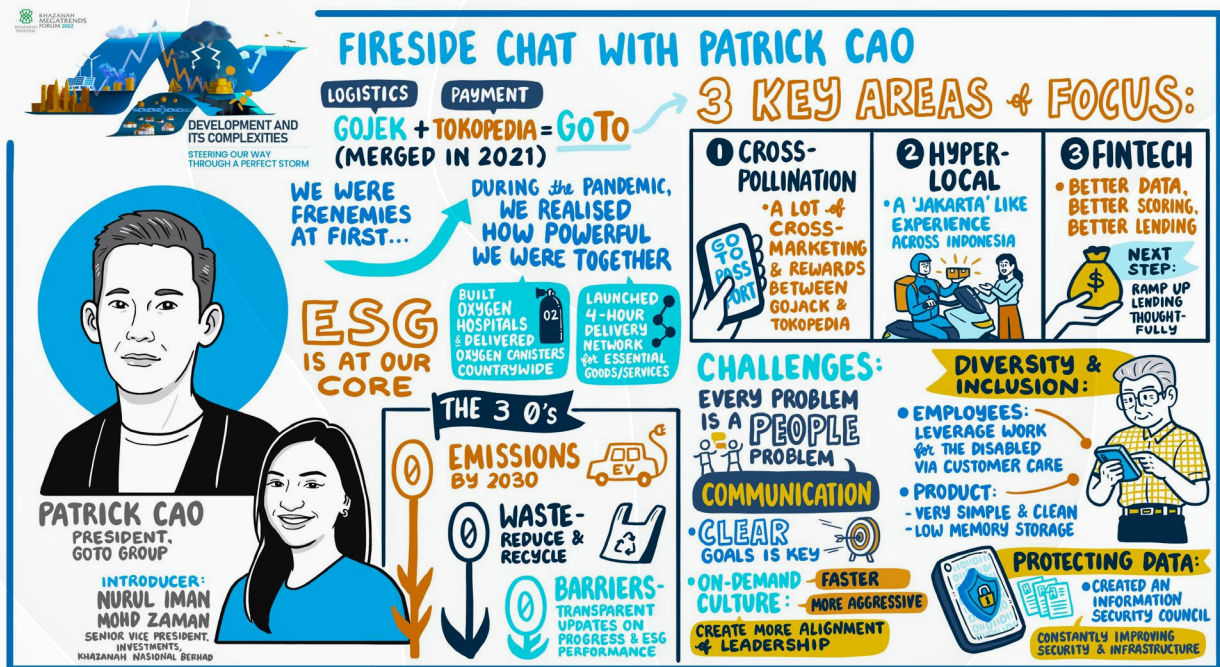 KHAZANAH
MEGATRENDS
FORUM 2022
KHAZANAH
NASIONAL
DEVELOPMENT AND
ITS COMPLEXITIES
STEERING OUR WAY
THROUGH A PERFECT STORM
FIRESIDE CHAT WITH PATRICK CAO
LOGISTICS PAYMENT
GOJEK + TOKOPEDIA = GoTo
(MERGED IN 2021)
WE WERE
FRENEMIES
AT FIRST...
DURING the PANDEMIC,
WE REALISED
HOW POWERFUL
WE WERE TOGETHER
BUILT
OXYGEN
HOSPITALS
& DELIVERED
OXYGEN CANISTERS
COUNTRYWIDE
O2
LAUNCHED
4-HOUR
DELIVERY
NETWORK
for ESSENTIAL
GOODS/SERVICES
ESG
IS AT OUR
CORE
THE 3 0's
0 EMISSIONS
BY 2030
EV
0 WASTE-
REDUCE &
RECYCLE
0 BARRIERS-
TRANSPARENT
UPDATES ON
PROGRESS & ESG
PERFORMANCE
PATRICK CAO
PRESIDENT,
GOTO GROUP
INTRODUCER:
NURUL IMAN
MOHD ZAMAN
SENIOR VICE PRESIDENT,
INVESTMENTS,
KHAZANAH NASIONAL BERHAD
3 KEY AREAS of FOCUS:
1 CROSS-
POLLINATION
• A LOT of
CROSS-
MARKETING
& REWARDS
BETWEEN
GOJACK &
TOKOPEDIA
GO
TO
PASS
PORT
2 HYPER-
LOCAL
• A 'JAKARTA' LIKE
EXPERIENCE
ACROSS INDONESIA
3 FINTECH
• BETTER DATA,
BETTER SCORING,
BETTER LENDING
$
NEXT
STEP:
RAMP UP
LENDING
THOUGHT-
FULLY
CHALLENGES:
EVERY PROBLEM
IS A PEOPLE
PROBLEM
COMMUNICATION
• CLEAR
GOALS IS KEY
• ON-DEMAND
CULTURE:
- FASTER
- MORE AGGRESSIVE
CREATE MORE ALIGNMENT
of LEADERSHIP
DIVERSITY &
INCLUSION:
• EMPLOYEES:
LEVERAGE WORK
for THE DISABLED
VIA CUSTOMER CARE
• PRODUCT:
- VERY SIMPLE & CLEAN
- LOW MEMORY STORAGE
PROTECTING DATA:
• CREATED AN
INFORMATION
SECURITY COUNCIL
CONSTANTLY IMPROVING
SECURITY & INFRASTRUCTURE